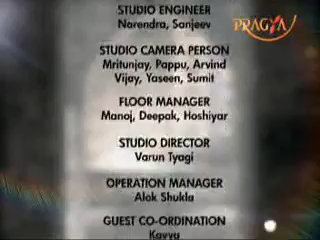 STUDIO ENGINEER
Narendra, Sanjeev
PRAGYA
STUDIO CAMERA PERSON
Mritunjay, Pappu, Arvind
Vijay, Yaseen, Sumit
FLOOR MANAGER
Manoj, Deepak, Hoshiyar
STUDIO DIRECTOR
Varun Tyagi
OPERATION MANAGER
Alok Shukla
GUEST CO-ORDINATION
Kavya